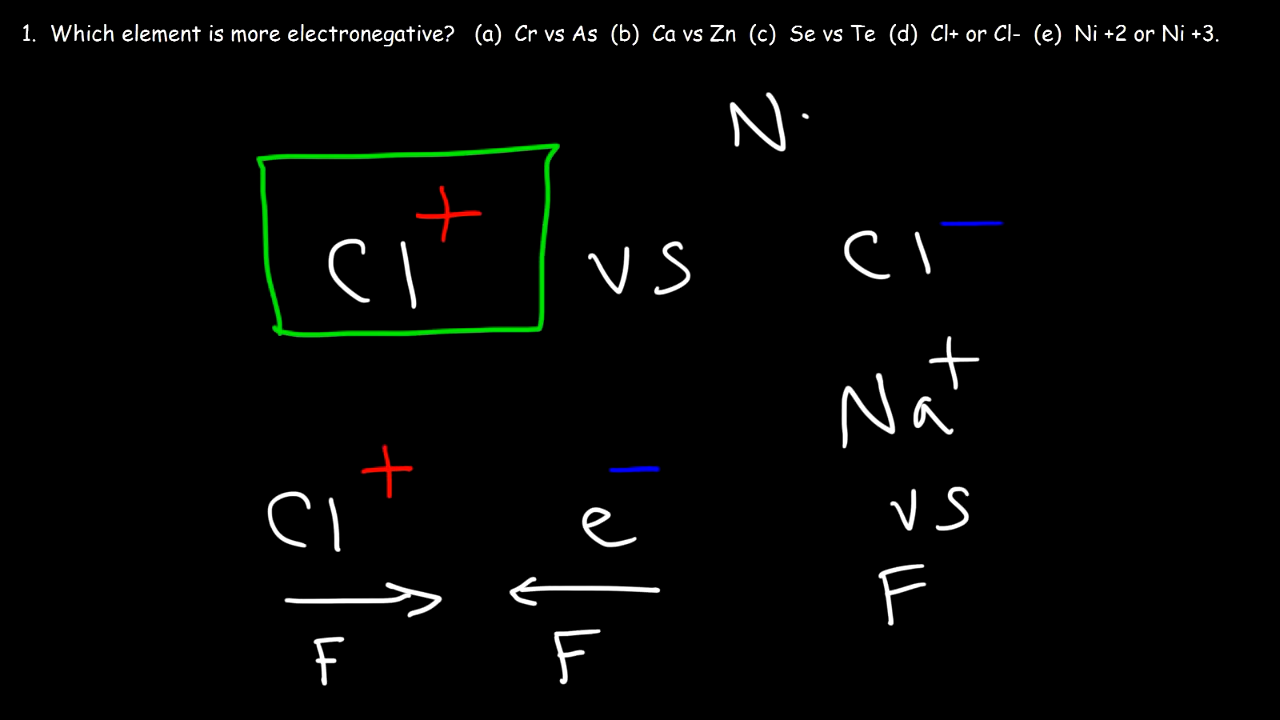 1. Which element is more electronegative? (a) Cr vs As (b) Ca vs Zn (c) Se vs Te (d) Cl+ or Cl- (e) Ni +2 or Ni +3.
N.
Cl+ vs Cl−
Na+
vs
Cl+ e−
F
F F